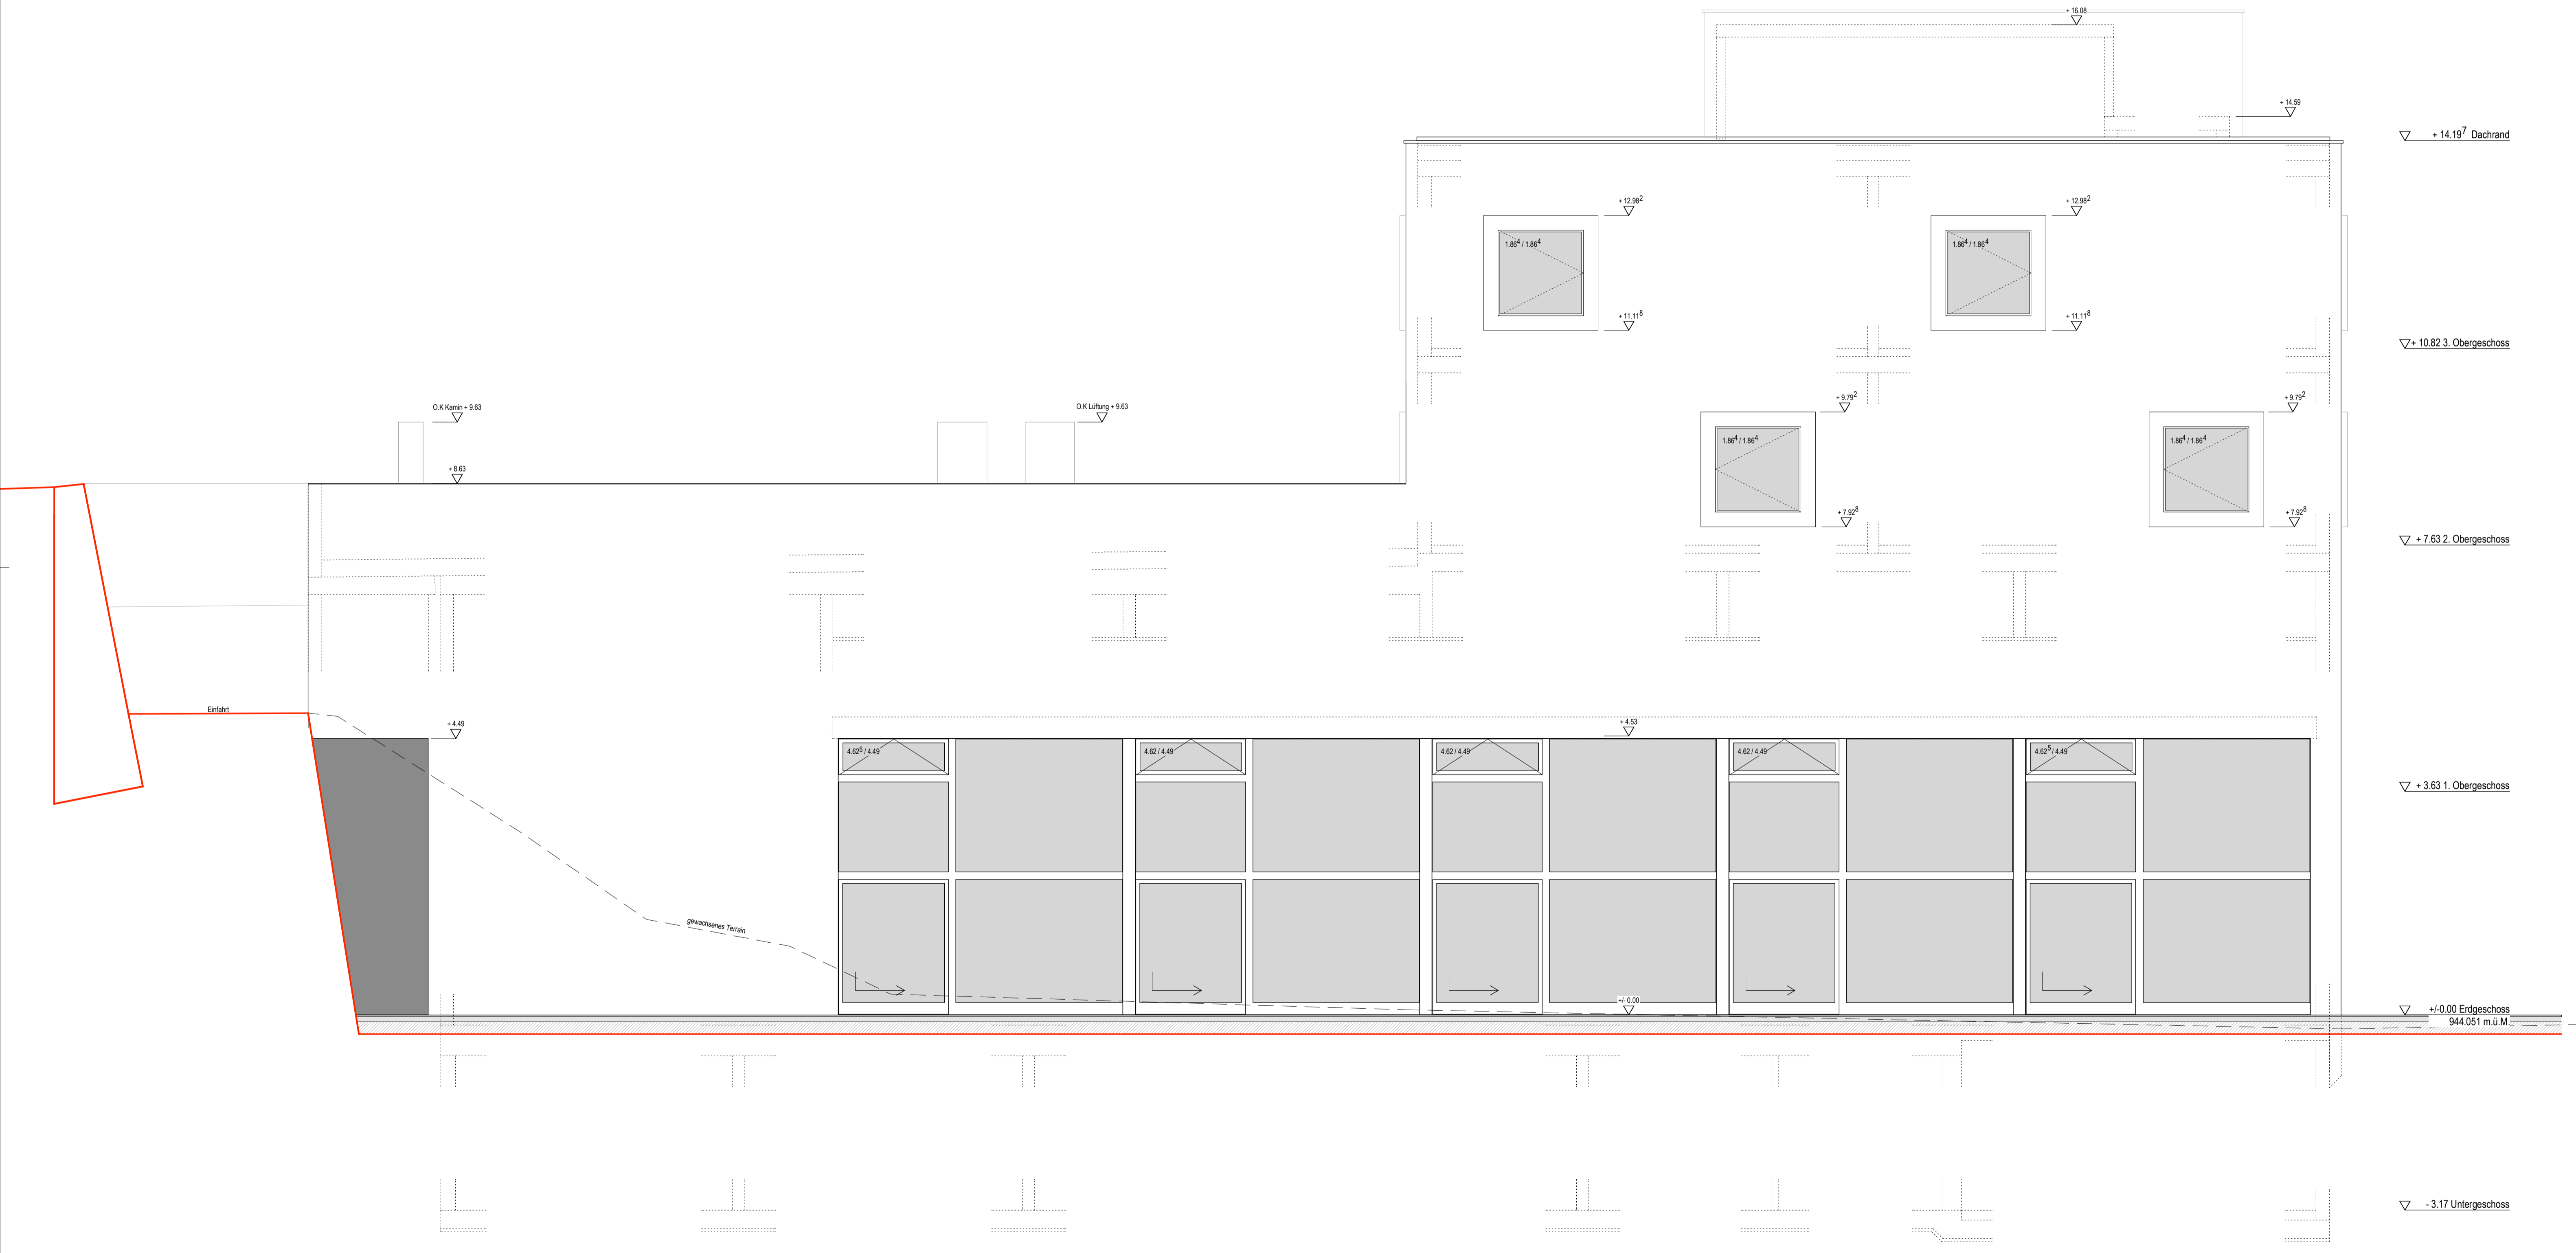 + 16.08
+ 14.59
+ 14.19⁷ Dachrand
+ 12.98²
+ 12.98²
1.86⁴ / 1.86⁴
1.86⁴ / 1.86⁴
+ 11.11⁸
+ 11.11⁸
+ 10.82 3. Obergeschoss
O.K Kamin + 9.63
O.K Lüftung + 9.63
+ 9.79²
+ 9.79²
1.86⁴ / 1.86⁴
1.86⁴ / 1.86⁴
+ 8.63
+ 7.92⁸
+ 7.92⁸
+ 7.63 2. Obergeschoss
Einfahrt
+ 4.49
+ 4.53
4.62⁵ / 4.49
4.62 / 4.49
4.62 / 4.49
4.62 / 4.49
4.62⁵ / 4.49
+ 3.63 1. Obergeschoss
gewachsenes Terrain
+/- 0.00
+/-0.00 Erdgeschoss
944.051 m.ü.M.
- 3.17 Untergeschoss